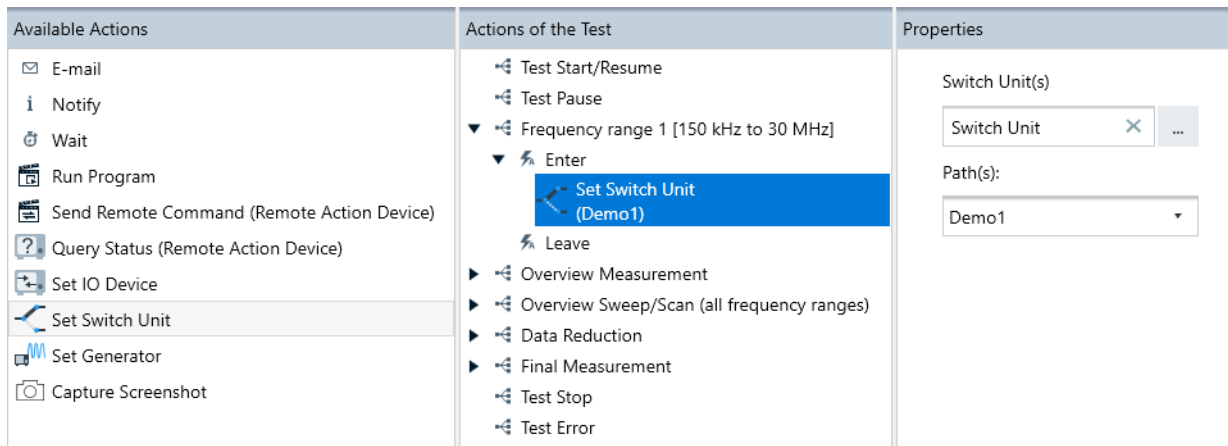 Available Actions
E-mail
Notify
Wait
Run Program
Send Remote Command (Remote Action Device)
Query Status (Remote Action Device)
Set IO Device
Set Switch Unit
Set Generator
Capture Screenshot
Actions of the Test
Test Start/Resume
Test Pause
Frequency range 1 [150 kHz to 30 MHz]
Enter
Set Switch Unit
(Demo1)
Leave
Overview Measurement
Overview Sweep/Scan (all frequency ranges)
Data Reduction
Final Measurement
Test Stop
Test Error
Properties
Switch Unit(s)
Switch Unit
...
Path(s):
Demo1